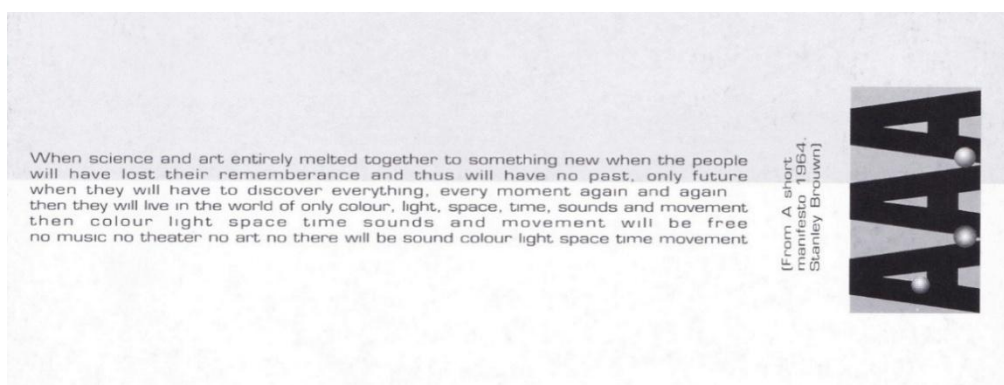 When science and art entirely melted together to something new when the people
will have lost their rememberance and thus will have no past, only future
when they will have to discover everything, every moment again and again
then they will live in the world of only colour, light, space, time, sounds and movement
then colour light space time sounds and movement will be free
no music no theater no art no there will be sound colour light space time movement
(From A short
manifesto 1964,
Stanley Brouwn)
AAAA